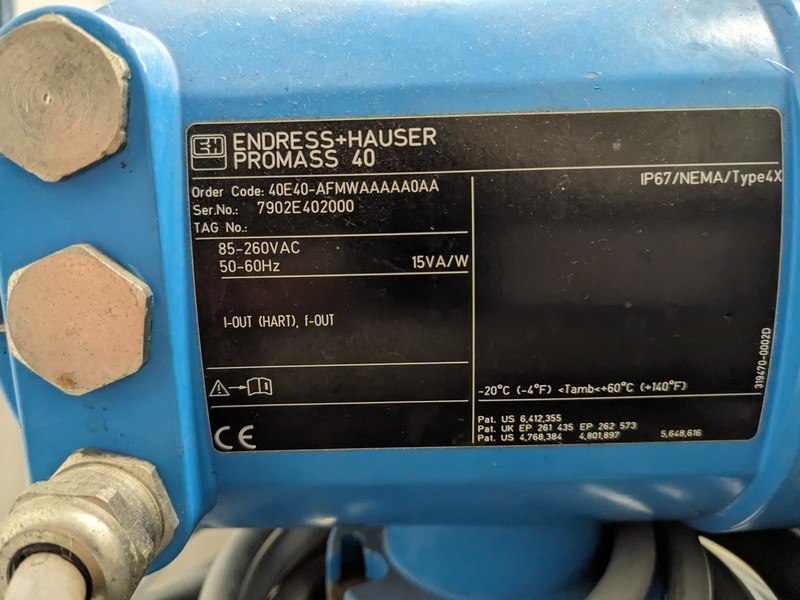 EH ENDRESS+HAUSER
PROMASS 40
IP67/NEMA/Type4X
Order Code: 40E40-AFMWAAAAA0AA
Ser.No.: 7902E402000
TAG No.:
85-260VAC
50-60Hz 15VA/W
I-OUT (HART), f-OUT
-20°C (-4°F) <Tamb<+60°C (+140°F)
Pat. US 6,412,355
Pat. UK EP 261 435 EP 262 573
Pat. US 4,768,384 4,801,897 5,648,616
CE
319470-0002D